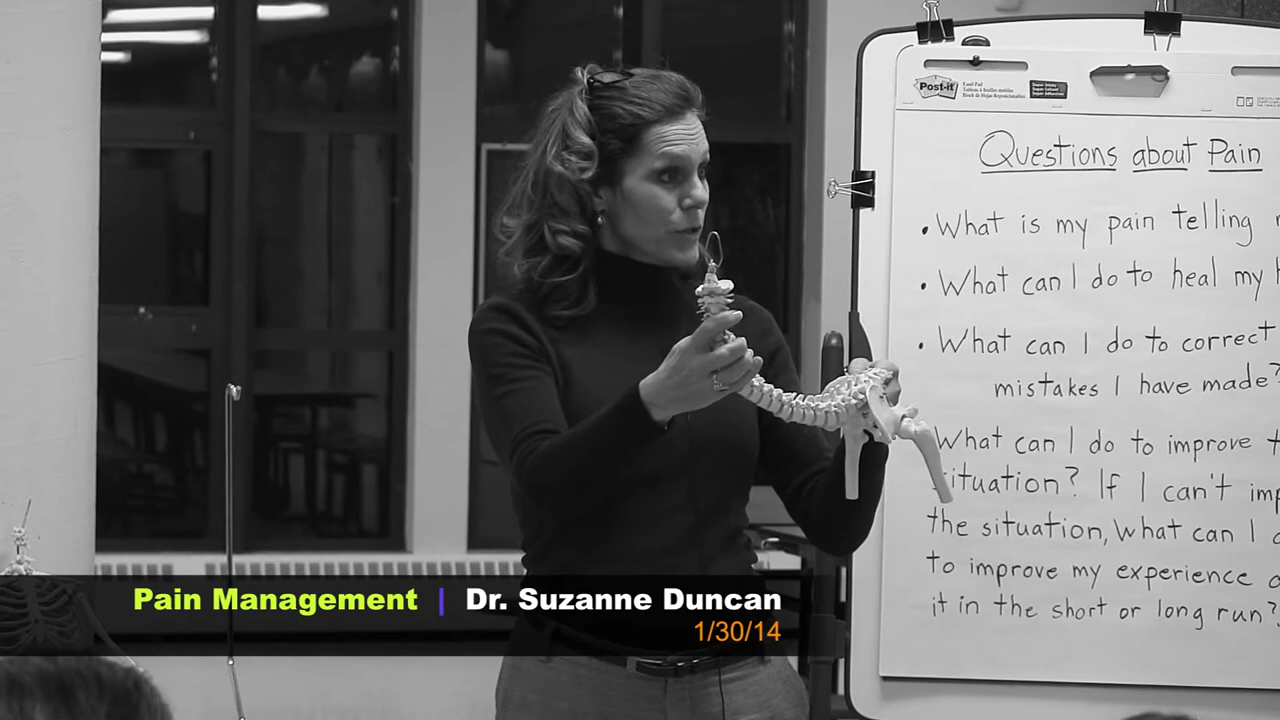 Post-it
Questions about Pain
• What is my pain telling
• What can I do to heal my
• What can I do to correct
mistakes I have made?
What can I do to improve
situation? If I can't
the situation, What can I
to improve my experience
it in the short or long run?
Pain Management | Dr. Suzanne Duncan
1/30/14